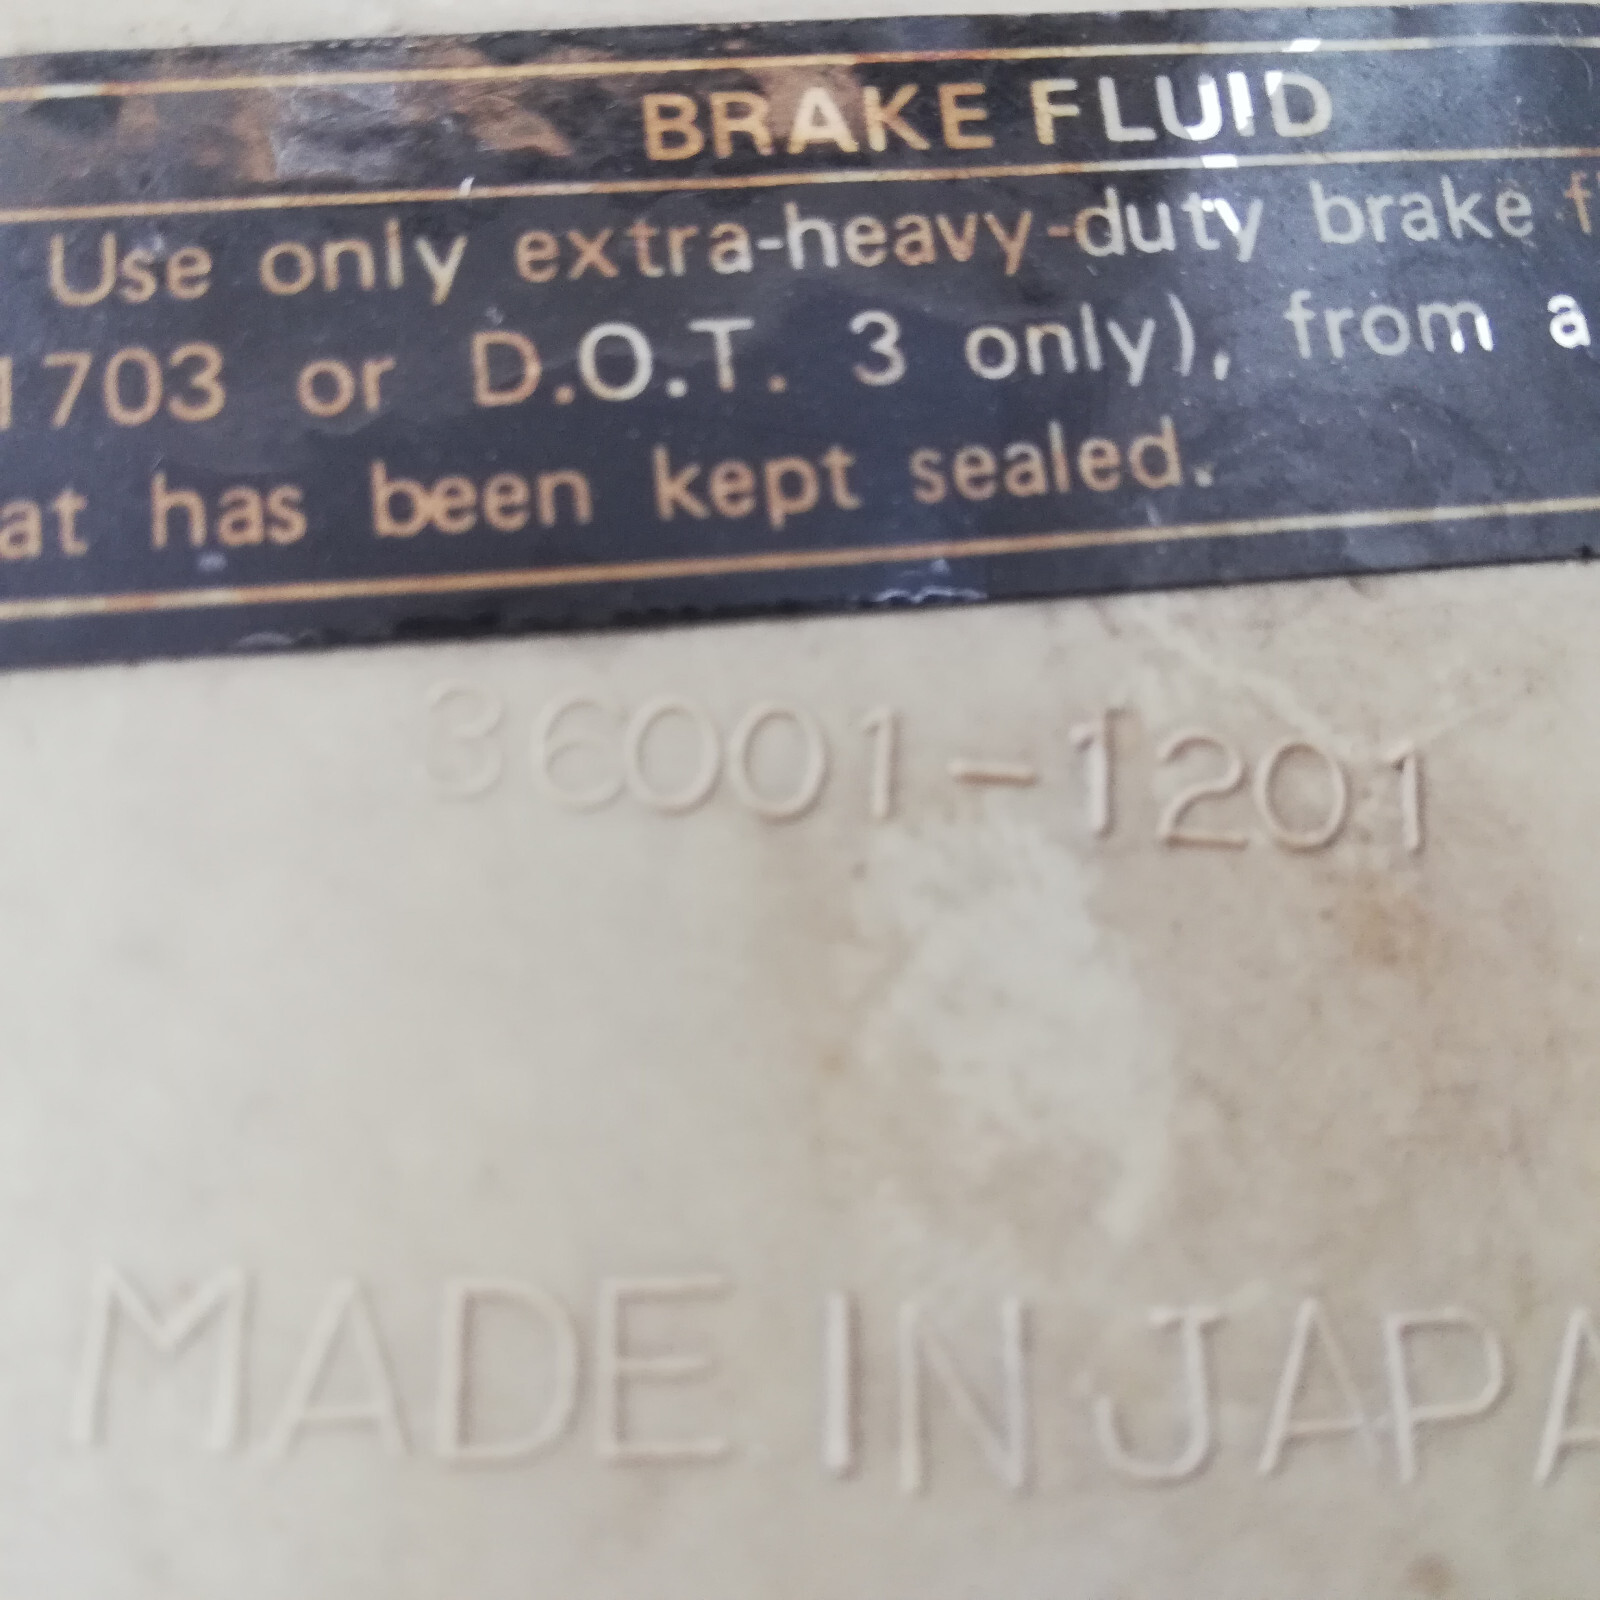 BRAKE FLUID
Use only extra-heavy-duty brake f
1703 or D.O.T. 3 only), from a
at has been kept sealed.
36001-1201
MADE IN JAPA